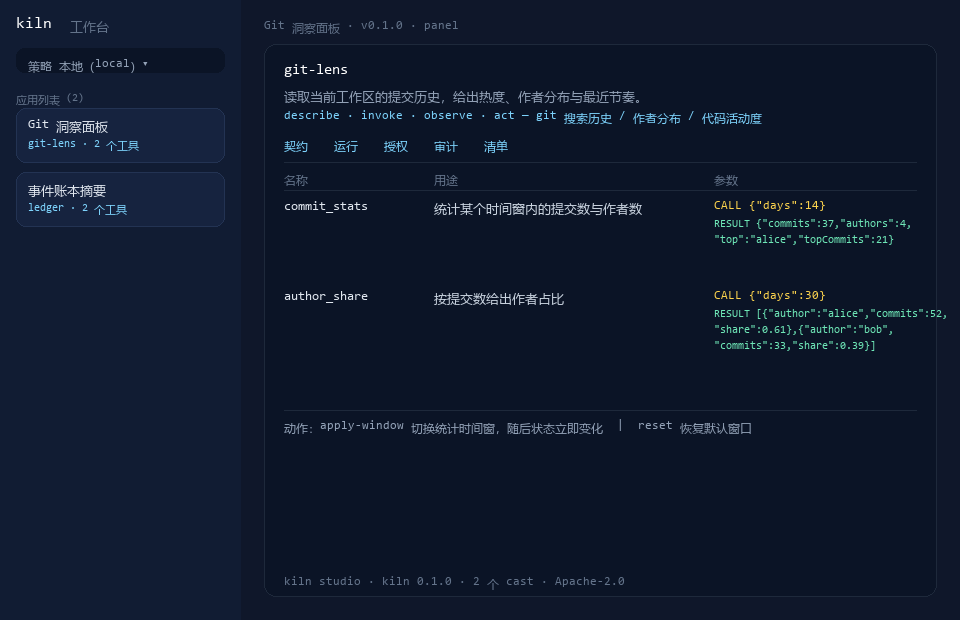 kiln 工作台
策略 本地 (local) ▾
应用列表 (2)
Git 洞察面板
git-lens · 2 个工具
事件账本摘要
ledger · 2 个工具
Git 洞察面板 · v0.1.0 · panel
git-lens
读取当前工作区的提交历史，给出热度、作者分布与最近节奏。
describe · invoke · observe · act — git 搜索历史 / 作者分布 / 代码活动度
契约 运行 授权 审计 清单
名称 用途 参数
commit_stats 统计某个时间窗内的提交数与作者数 CALL {"days":14}
RESULT {"commits":37,"authors":4,
"top":"alice","topCommits":21}
author_share 按提交数给出作者占比 CALL {"days":30}
RESULT [{"author":"alice","commits":52,
"share":0.61},{"author":"bob",
"commits":33,"share":0.39}]
动作: apply-window 切换统计时间窗，随后状态立即变化 | reset 恢复默认窗口
kiln studio · kiln 0.1.0 · 2 个 cast · Apache-2.0